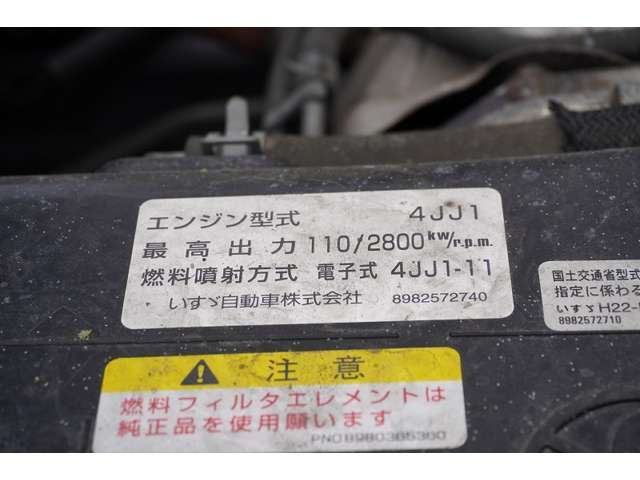 エンジン型式 4JJ1
最高出力 110/2800 kW/r.p.m.
燃料噴射方式 電子式 4JJ1-11
いすゞ自動車株式会社 8982572740
国土交通省型式
指定に係わる
いすゞH22-
8982572710
注意
燃料フィルタエレメントは
純正品を使用願います
PNO8980365360